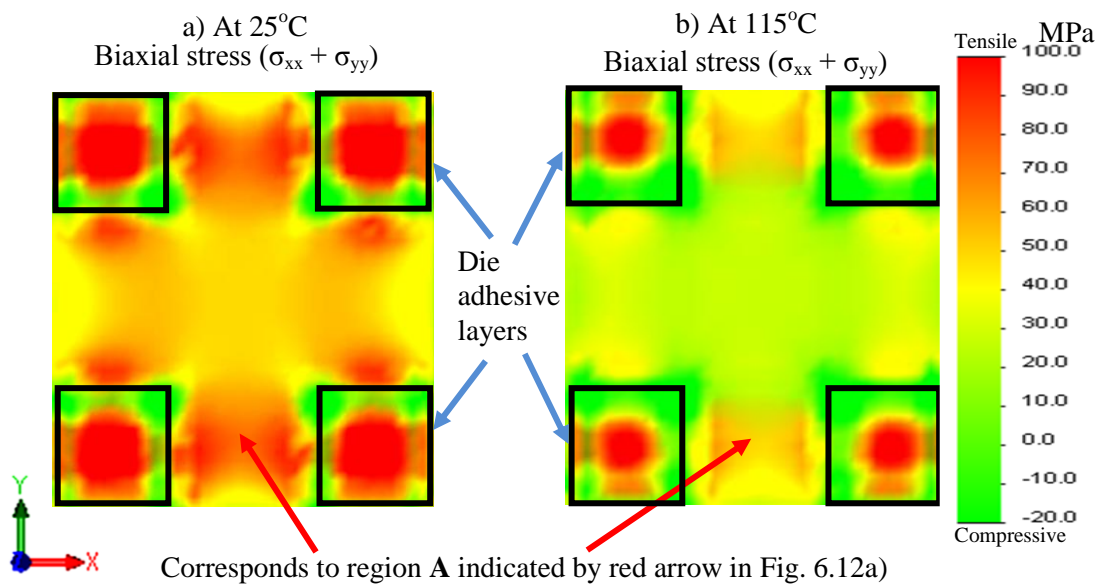 a) At 25°C
Biaxial stress (σxx + σyy)
b) At 115°C
Biaxial stress (σxx + σyy)
MPa
Tensile
100.0
90.0
80.0
70.0
60.0
50.0
40.0
30.0
20.0
10.0
0.0
-10.0
-20.0
Compressive
Die
adhesive
layers
Y
X
Corresponds to region A indicated by red arrow in Fig. 6.12a)